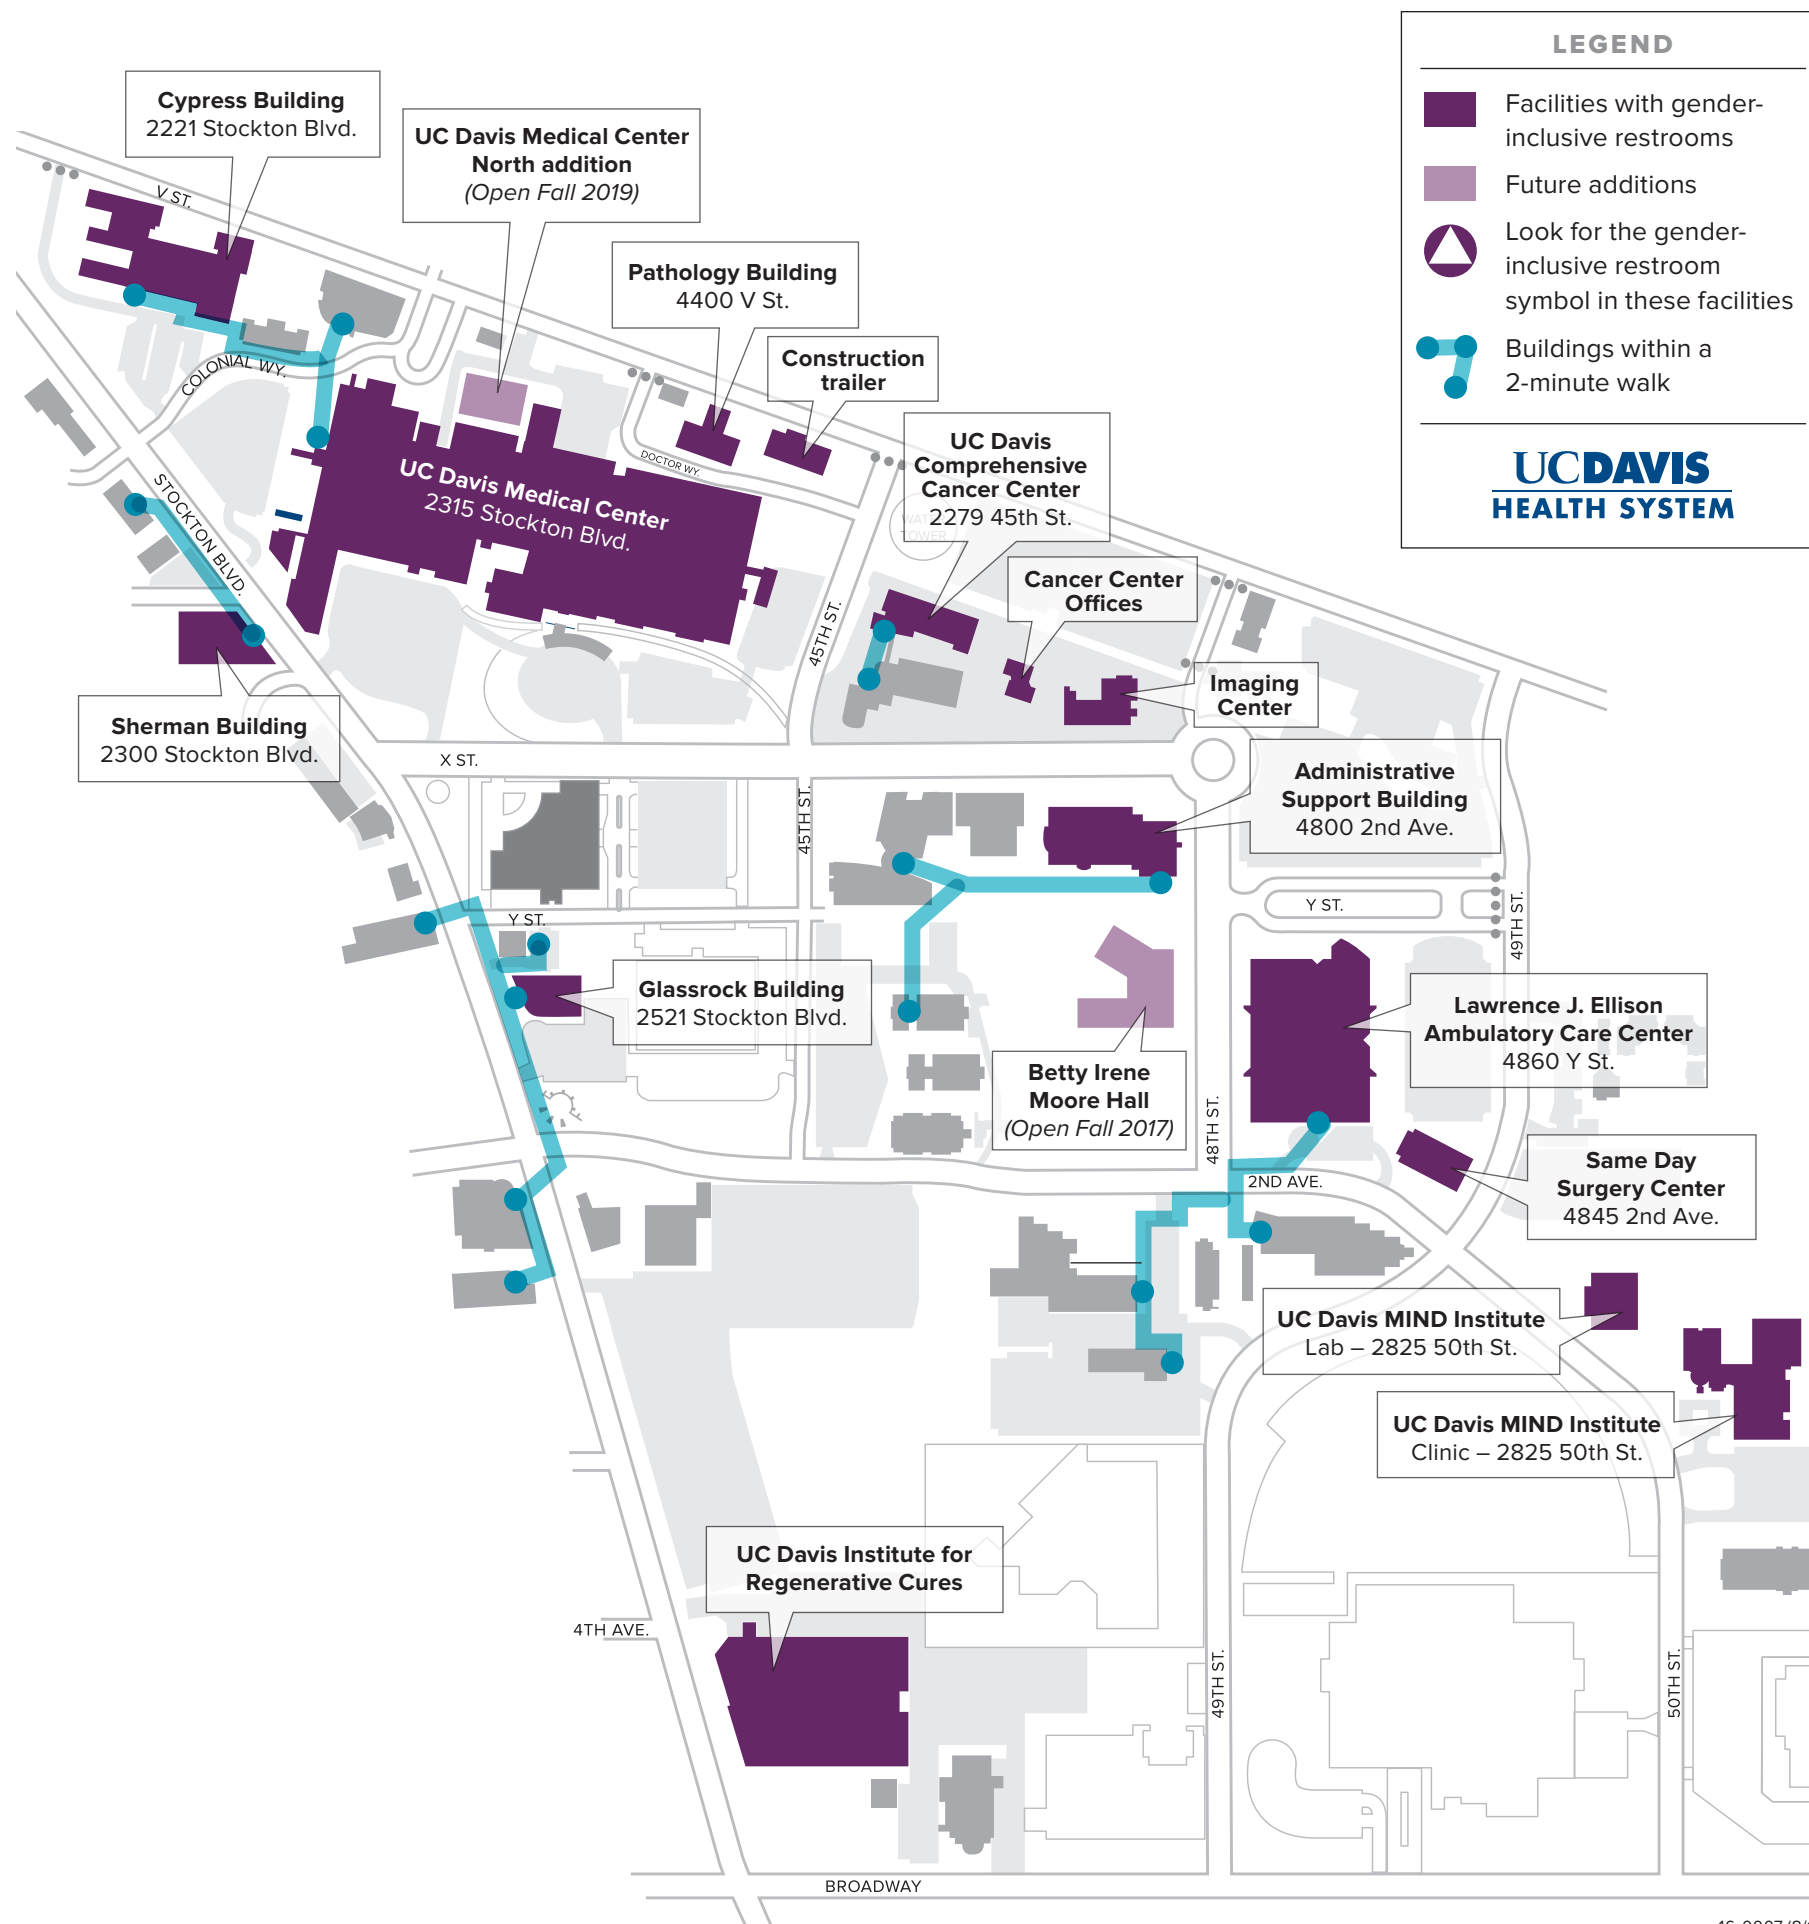 LEGEND
Facilities with gender-
inclusive restrooms
Future additions
Look for the gender-
inclusive restroom
symbol in these facilities
Buildings within a
2-minute walk
UCDAVIS
HEALTH SYSTEM
Cypress Building
2221 Stockton Blvd.
UC Davis Medical Center
North addition
(Open Fall 2019)
V ST.
Pathology Building
4400 V St.
Construction
trailer
COLONIAL WY.
DOCTOR WY.
UC Davis
Comprehensive
Cancer Center
2279 45th St.
UC Davis Medical Center
2315 Stockton Blvd.
STOCKTON BLVD.
WAT
TOWER
Cancer Center
Offices
45TH ST.
Imaging
Center
Sherman Building
2300 Stockton Blvd.
X ST.
Administrative
Support Building
4800 2nd Ave.
45TH ST.
Y ST.
Y ST.
49TH ST.
Glassrock Building
2521 Stockton Blvd.
Lawrence J. Ellison
Ambulatory Care Center
4860 Y St.
Betty Irene
Moore Hall
(Open Fall 2017)
48TH ST.
2ND AVE.
Same Day
Surgery Center
4845 2nd Ave.
UC Davis MIND Institute
Lab – 2825 50th St.
UC Davis MIND Institute
Clinic – 2825 50th St.
UC Davis Institute for
Regenerative Cures
4TH AVE.
49TH ST.
50TH ST.
BROADWAY